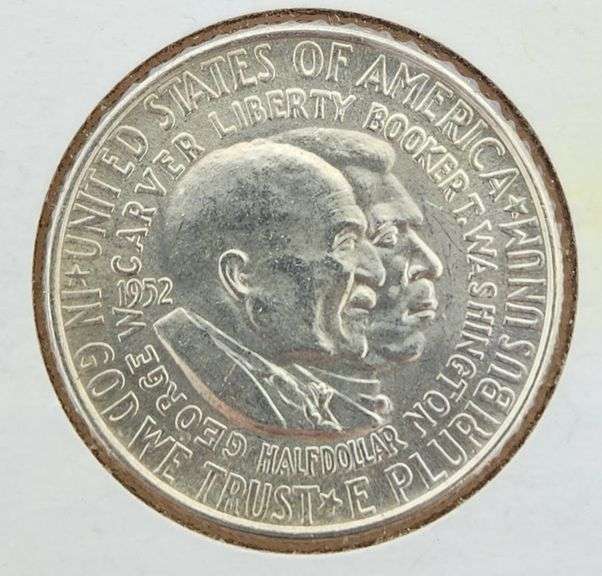 UNITED STATES OF AMERICA
IN GOD WE TRUST ★ E PLURIBUS UNUM
GEORGE W. CARVER LIBERTY BOOKER T. WASHINGTON
HALF DOLLAR
1952